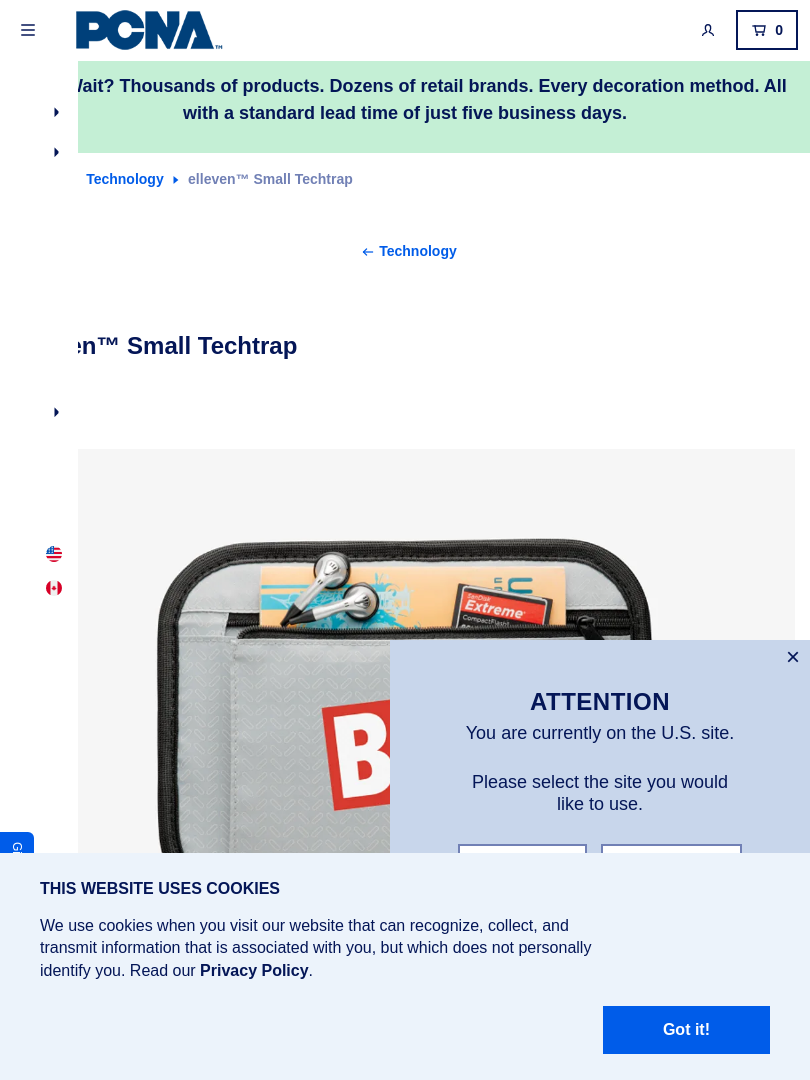 PCNA™
0
Wait? Thousands of products. Dozens of retail brands. Every decoration method. All
with a standard lead time of just five business days.
Technology
elleven™ Small Techtrap
← Technology
en™ Small Techtrap
SanDisk
Extreme
CompactFlash
B
×
ATTENTION
You are currently on the U.S. site.
Please select the site you would
like to use.
THIS WEBSITE USES COOKIES
We use cookies when you visit our website that can recognize, collect, and
transmit information that is associated with you, but which does not personally
identify you. Read our Privacy Policy.
Got it!